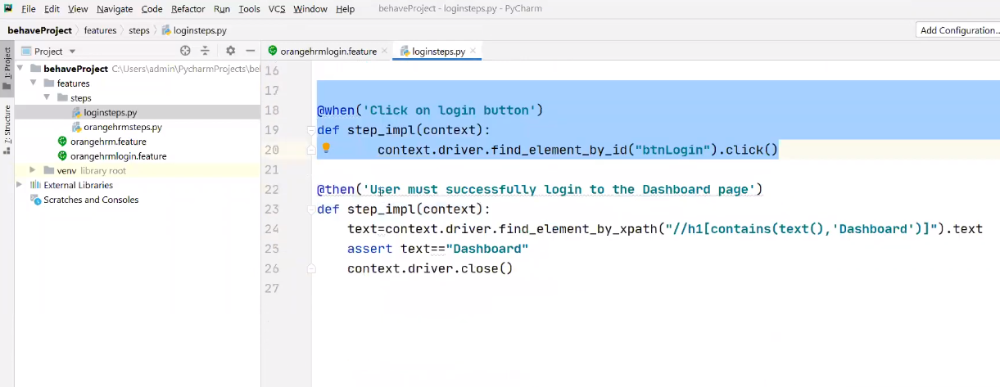 File Edit View Navigate Code Refactor Run Tools VCS Window Help behaveProject - loginsteps.py - PyCharm
behaveProject features steps loginsteps.py Add Configuration...
Project orangehrmlogin.feature loginsteps.py
1: Project
7: Structure
behaveProject C:\Users\admin\PycharmProjects\be
features
steps
loginsteps.py
orangehrmsteps.py
orangehrm.feature
orangehrmlogin.feature
venv library root
External Libraries
Scratches and Consoles
16
17
18 @when('Click on login button')
19 def step_impl(context):
20 context.driver.find_element_by_id("btnLogin").click()
21
22 @then('User must successfully login to the Dashboard page')
23 def step_impl(context):
24 text=context.driver.find_element_by_xpath("//h1[contains(text(),'Dashboard')]").text
25 assert text=="Dashboard"
26 context.driver.close()
27